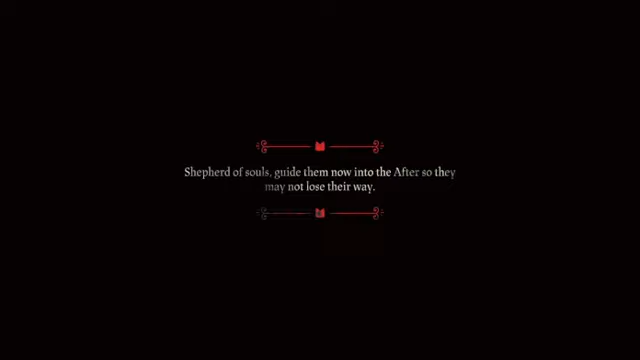 Shepherd of souls, guide them now into the After so they
may not lose their way.